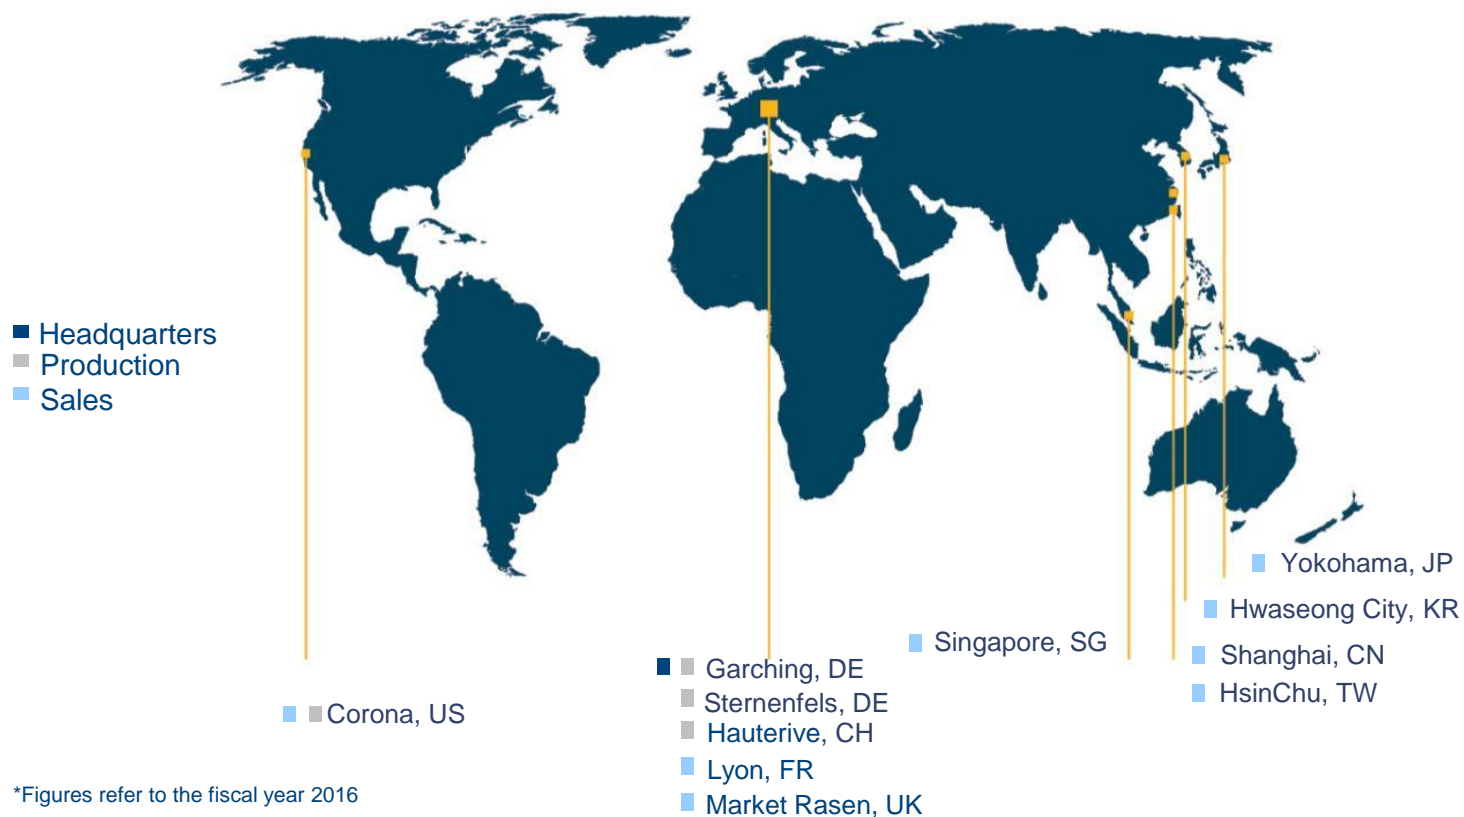 Headquarters
Production
Sales
Yokohama, JP
Hwaseong City, KR
Singapore, SG
Shanghai, CN
HsinChu, TW
Garching, DE
Sternenfels, DE
Hauterive, CH
Lyon, FR
Market Rasen, UK
Corona, US
*Figures refer to the fiscal year 2016